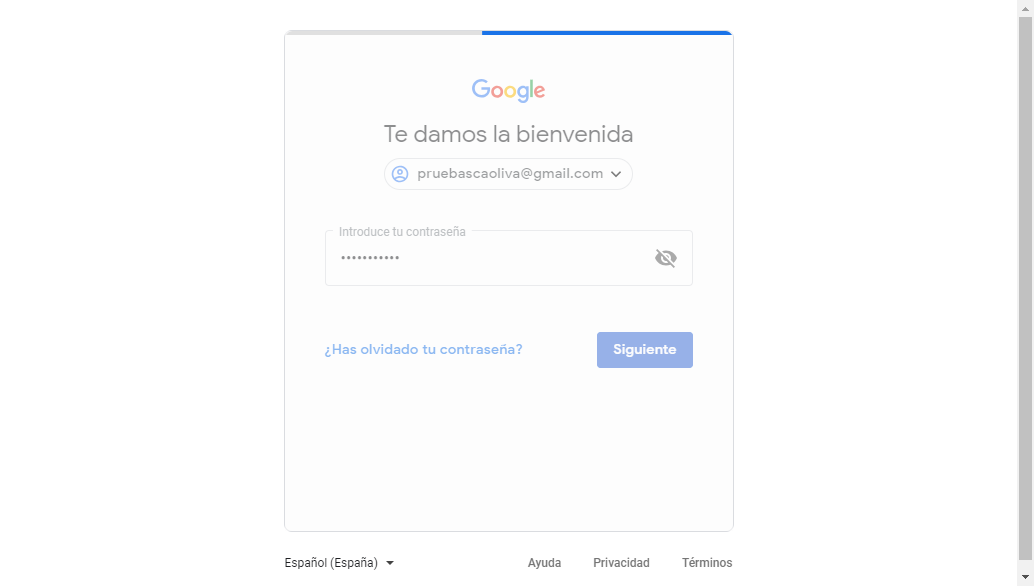 Google
Te damos la bienvenida
pruebascaoliva@gmail.com
Introduce tu contraseña
•••••••••••
¿Has olvidado tu contraseña?
Siguiente
Español (España)
Ayuda
Privacidad
Términos